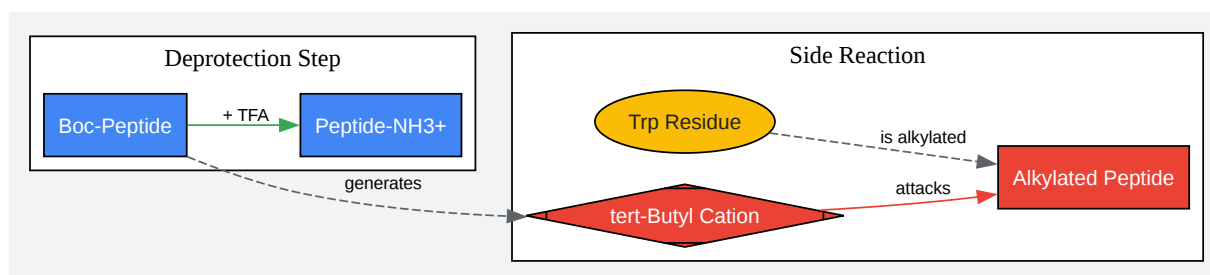 Deprotection Step
Boc-Peptide
+ TFA
Peptide-NH3+
generates
Side Reaction
Trp Residue
is alkylated
tert-Butyl Cation
attacks
Alkylated Peptide